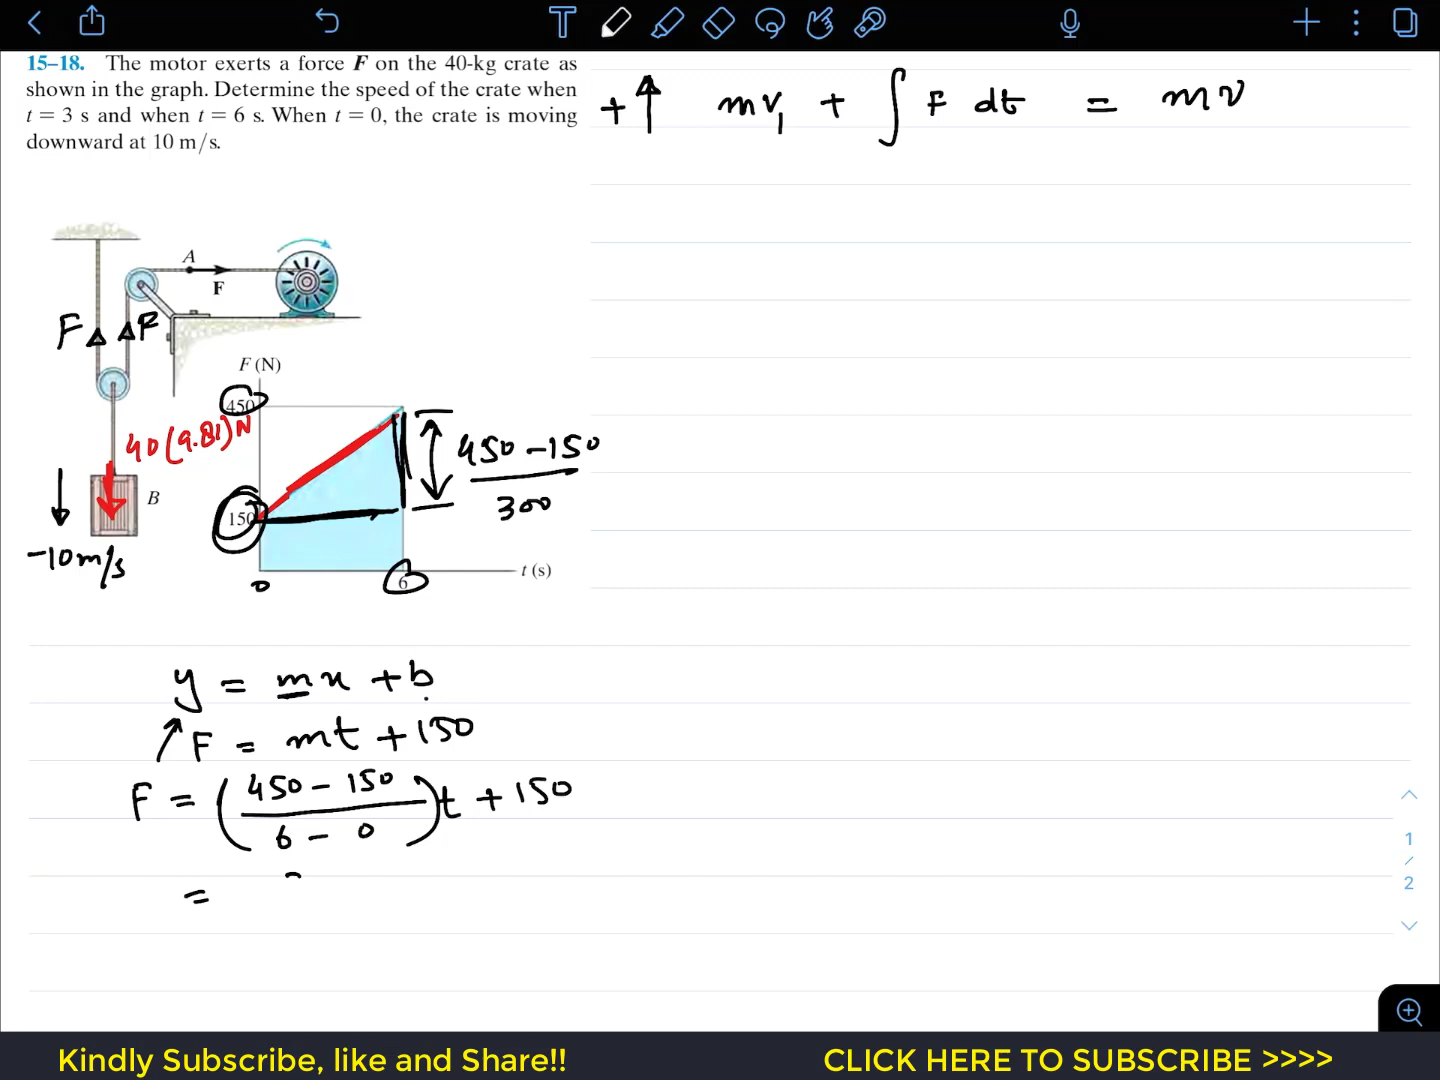 15–18. The motor exerts a force F on the 40-kg crate as
shown in the graph. Determine the speed of the crate when
t = 3 s and when t = 6 s. When t = 0, the crate is moving
downward at 10 m/s.
+↑ mv₁ + ∫ F dt = mv
A
F
F F
F (N)
450
40(9.81)N
450 – 150
300
B
150
-10m/s
0
6
t (s)
y = mx + b
F = mt + 150
F = (450 – 150 / 6 – 0)t + 150
=
1
/
2
Kindly Subscribe, like and Share!!
CLICK HERE TO SUBSCRIBE >>>>